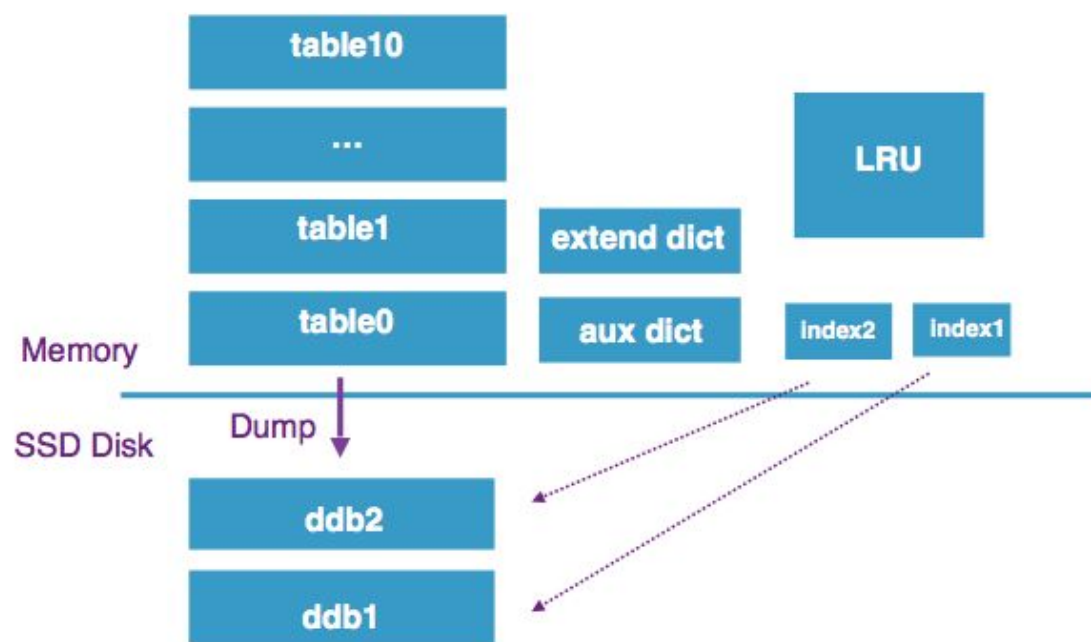 table10
...
LRU
table1
extend dict
table0
aux dict
index2
index1
Memory
Dump
SSD Disk
ddb2
ddb1